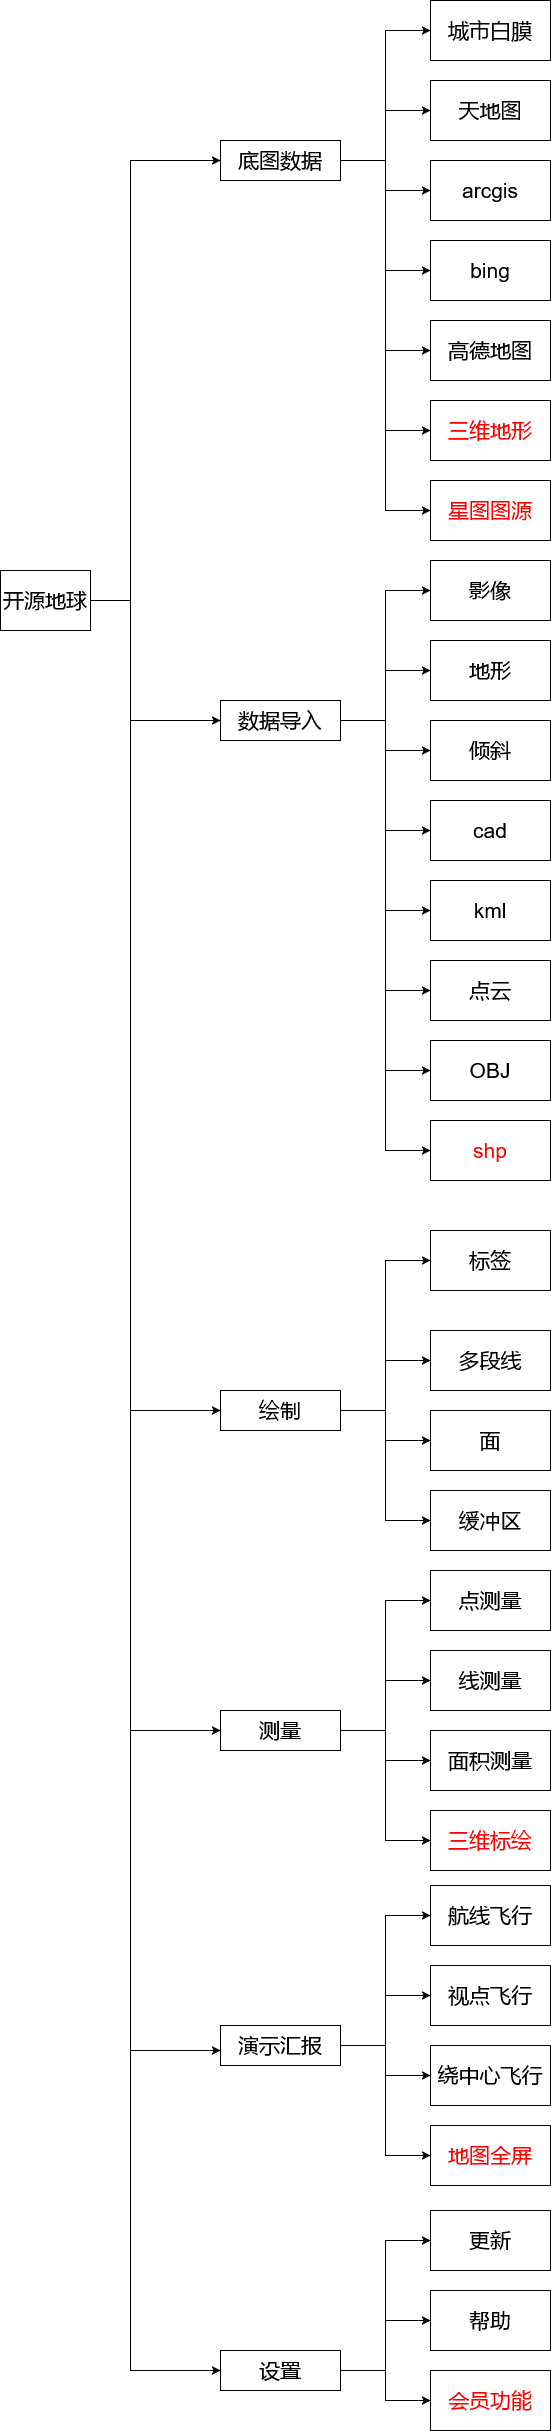 开源地球
底图数据
城市白膜
天地图
arcgis
bing
高德地图
三维地形
星图图源
数据导入
影像
地形
倾斜
cad
kml
点云
OBJ
shp
绘制
标签
多段线
面
缓冲区
测量
点测量
线测量
面积测量
三维标绘
演示汇报
航线飞行
视点飞行
绕中心飞行
地图全屏
设置
更新
帮助
会员功能